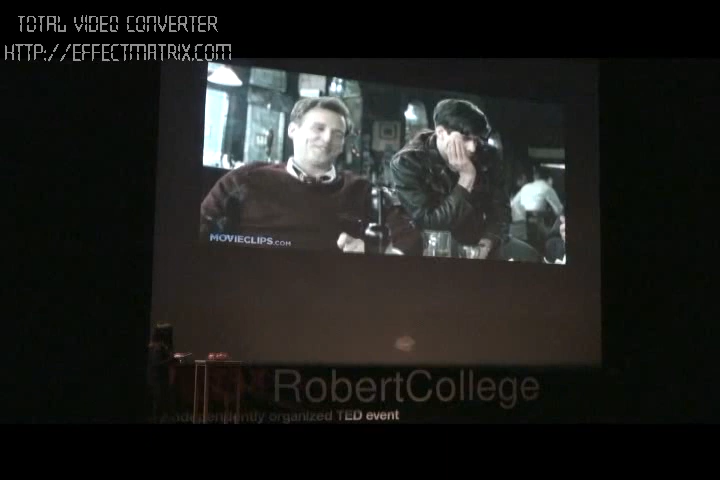 TOTAL VIDEO CONVERTER
HTTP://EFFECTMATRIX.COM
MOVIECLIPS.COM
RobertCollege
independently organized TED event